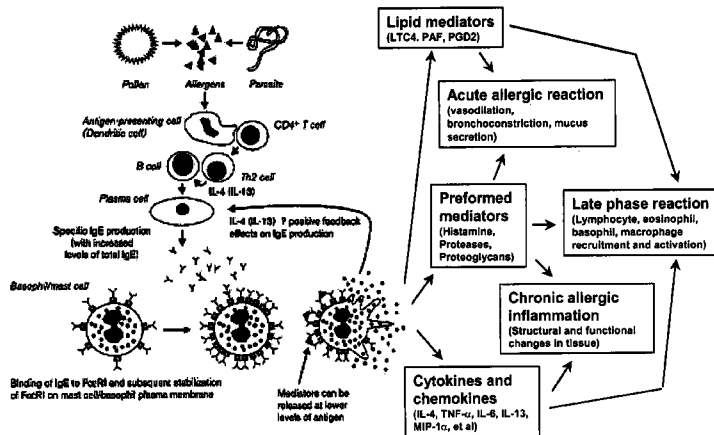 Pollen
Allergens
Parasite
Antigen-presenting cell
(Dendritic cell)
CD4+ T cell
B cell
Th2 cell
IL-4 (IL-13)
Plasma cell
IL-4 (IL-13) ? positive feedback
effects on IgE production
Specific IgE production
(with increased
levels of total IgE)
Basophil/mast cell
Binding of IgE to FcεRI and subsequent stabilization
of FcεRI on mast cell/basophil plasma membrane
Mediators can be
released at lower
levels of antigen
Lipid mediators
(LTC4. PAF, PGD2)
Acute allergic reaction
(vasodilation,
bronchoconstriction, mucus
secretion)
Preformed
mediators
(Histamine,
Proteases,
Proteoglycans)
Late phase reaction
(Lymphocyte, eosinophil,
basophil, macrophage
recruitment and activation)
Chronic allergic
inflammation
(Structural and functional
changes in tissue)
Cytokines and
chemokines
(IL-4, TNF-α, IL-6, IL-13,
MIP-1α, et al)